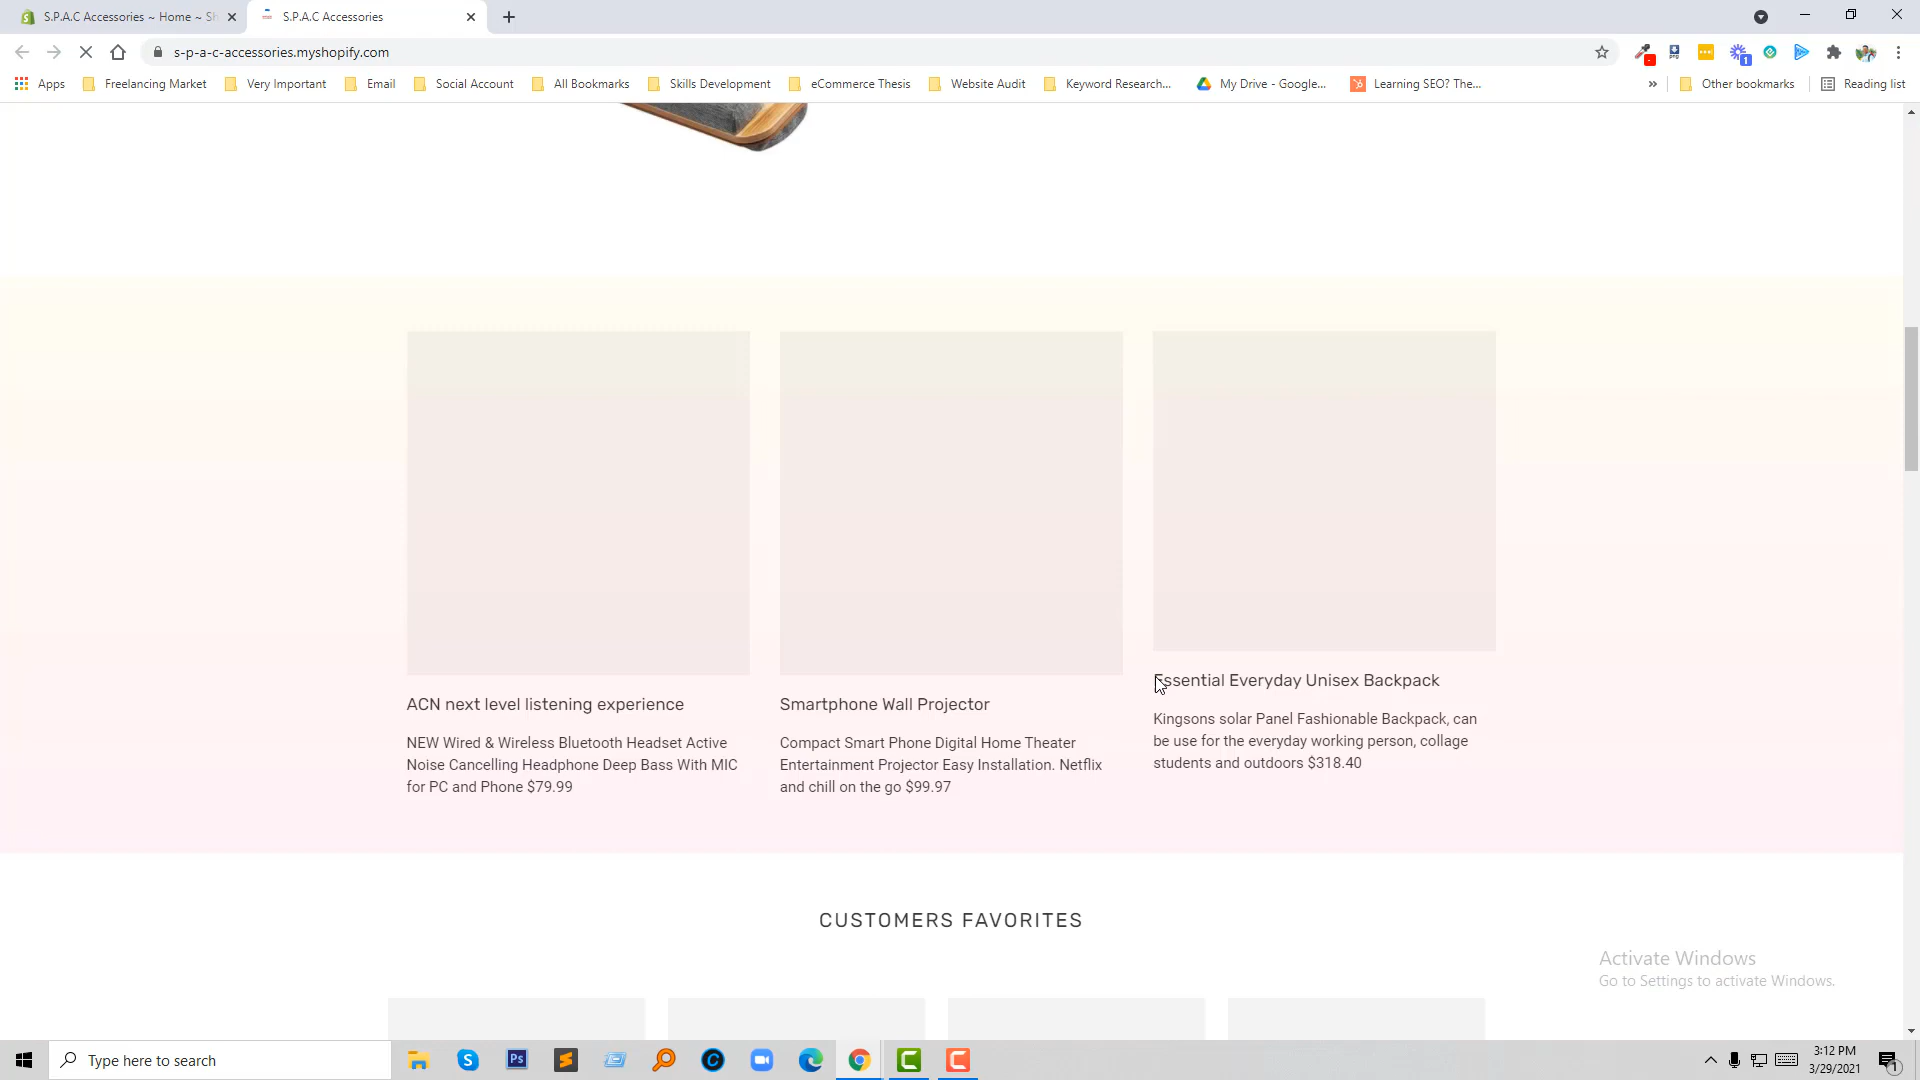 S.P.A.C Accessories ~ Home ~ Sh
S.P.A.C Accessories
s-p-a-c-accessories.myshopify.com
Apps
Freelancing Market
Very Important
Email
Social Account
All Bookmarks
Skills Development
eCommerce Thesis
Website Audit
Keyword Research...
My Drive - Google...
Learning SEO? The...
»
Other bookmarks
Reading list
ACN next level listening experience
NEW Wired & Wireless Bluetooth Headset Active
Noise Cancelling Headphone Deep Bass With MIC
for PC and Phone $79.99
Smartphone Wall Projector
Compact Smart Phone Digital Home Theater
Entertainment Projector Easy Installation. Netflix
and chill on the go $99.97
Essential Everyday Unisex Backpack
Kingsons solar Panel Fashionable Backpack, can
be use for the everyday working person, collage
students and outdoors $318.40
CUSTOMERS FAVORITES
Activate Windows
Go to Settings to activate Windows.
Type here to search
3:12 PM
3/29/2021